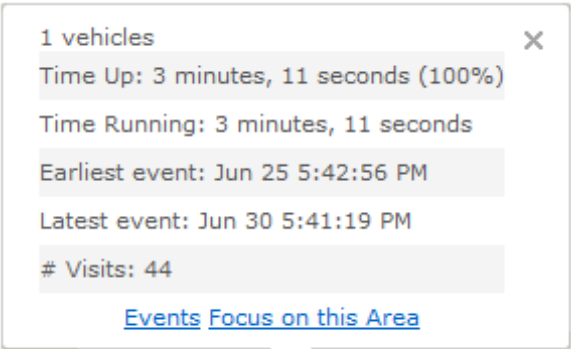 1 vehicles
Time Up: 3 minutes, 11 seconds (100%)
Time Running: 3 minutes, 11 seconds
Earliest event: Jun 25 5:42:56 PM
Latest event: Jun 30 5:41:19 PM
# Visits: 44
Events Focus on this Area